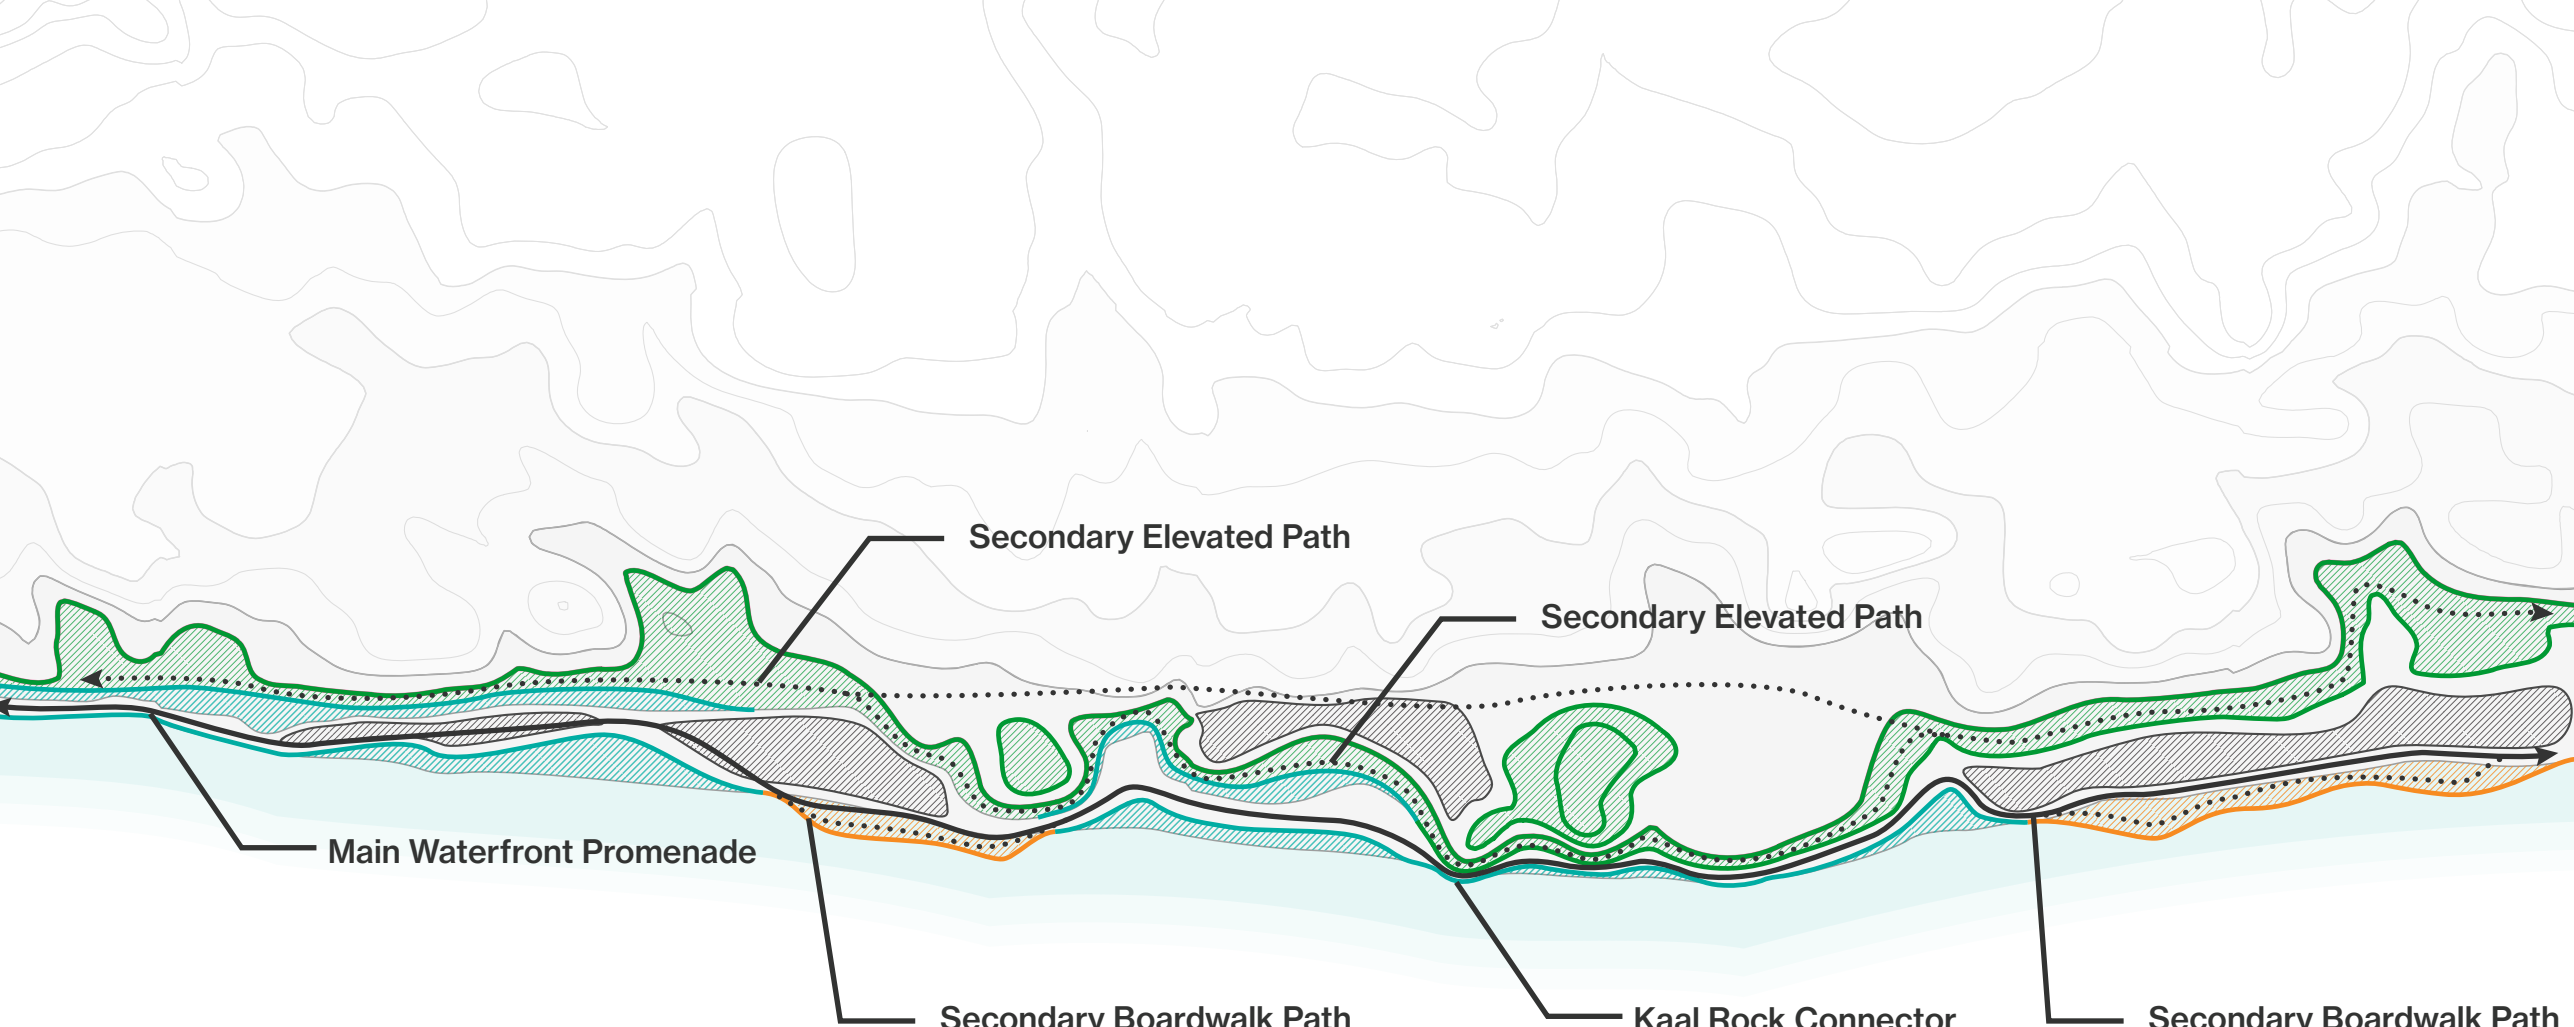 Secondary Elevated Path
Secondary Elevated Path
Main Waterfront Promenade
Secondary Boardwalk Path
Kaal Rock Connector
Secondary Boardwalk Path